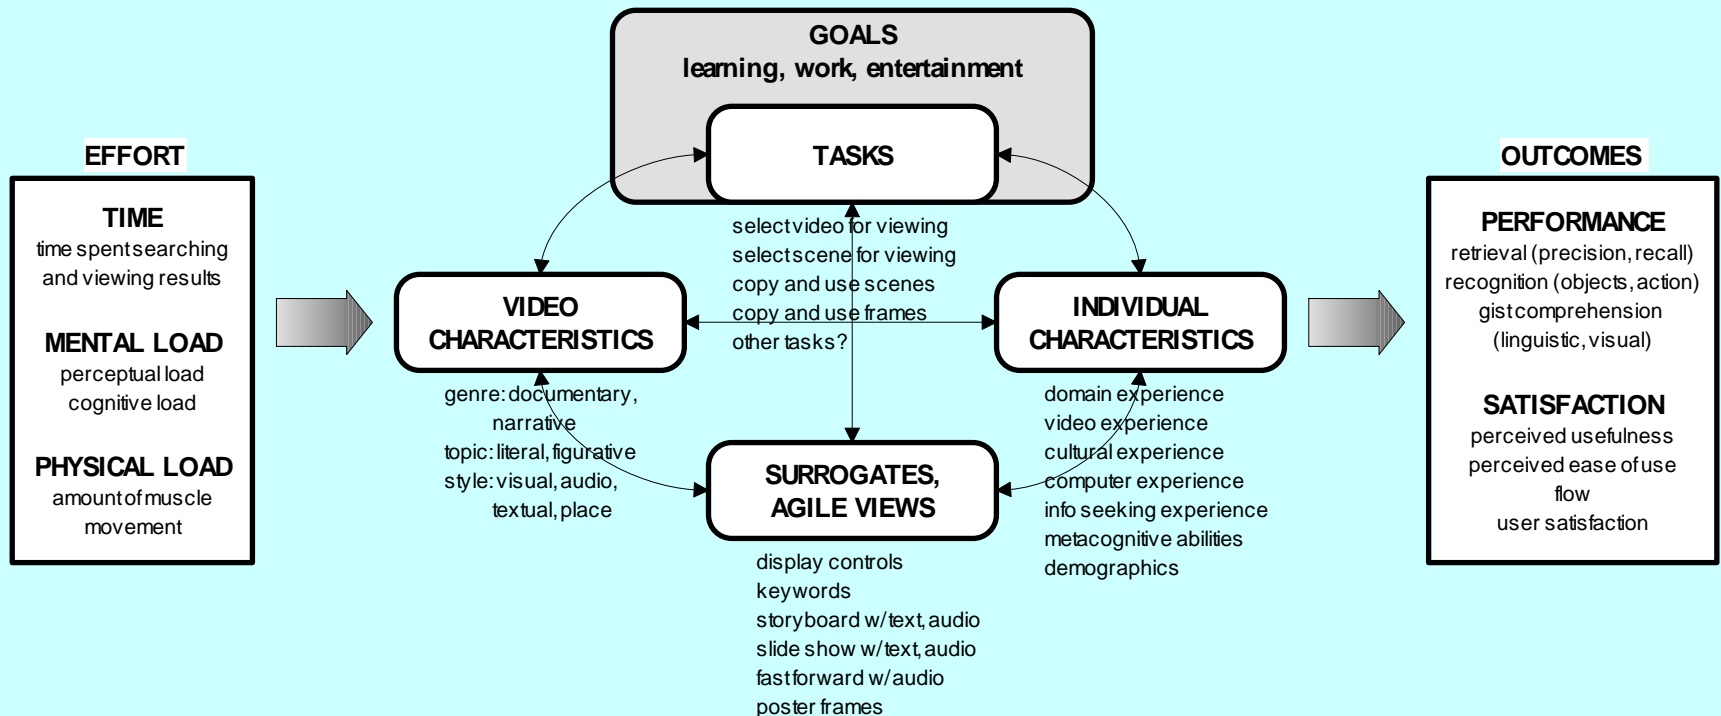 GOALS
learning, work, entertainment
TASKS
select video for viewing
select scene for viewing
copy and use scenes
copy and use frames
other tasks?
EFFORT
TIME
time spent searching
and viewing results
MENTAL LOAD
perceptual load
cognitive load
PHYSICAL LOAD
amount of muscle
movement
VIDEO
CHARACTERISTICS
genre: documentary,
narrative
topic: literal, figurative
style: visual, audio,
textual, place
SURROGATES,
AGILE VIEWS
display controls
keywords
storyboard w/text, audio
slide show w/text, audio
fast forward w/audio
poster frames
INDIVIDUAL
CHARACTERISTICS
domain experience
video experience
cultural experience
computer experience
info seeking experience
metacognitive abilities
demographics
OUTCOMES
PERFORMANCE
retrieval (precision, recall)
recognition (objects, action)
gist comprehension
(linguistic, visual)
SATISFACTION
perceived usefulness
perceived ease of use
flow
user satisfaction